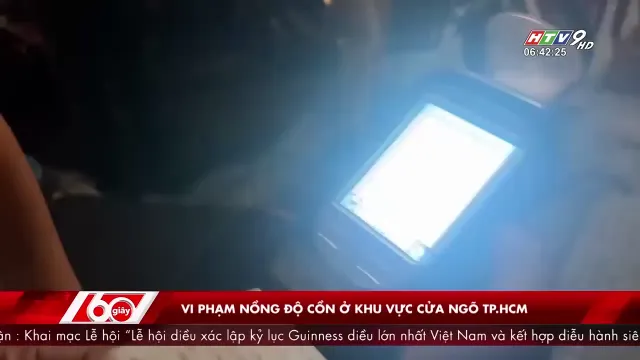 HTV9 HD
06:42:25
60 giây
VI PHẠM NỒNG ĐỘ CỒN Ở KHU VỰC CỬA NGÕ TP.HCM
ận : Khai mạc Lễ hội “Lễ hội diều xác lập kỷ lục Guinness diều lớn nhất Việt Nam và kết hợp diễu hành siê